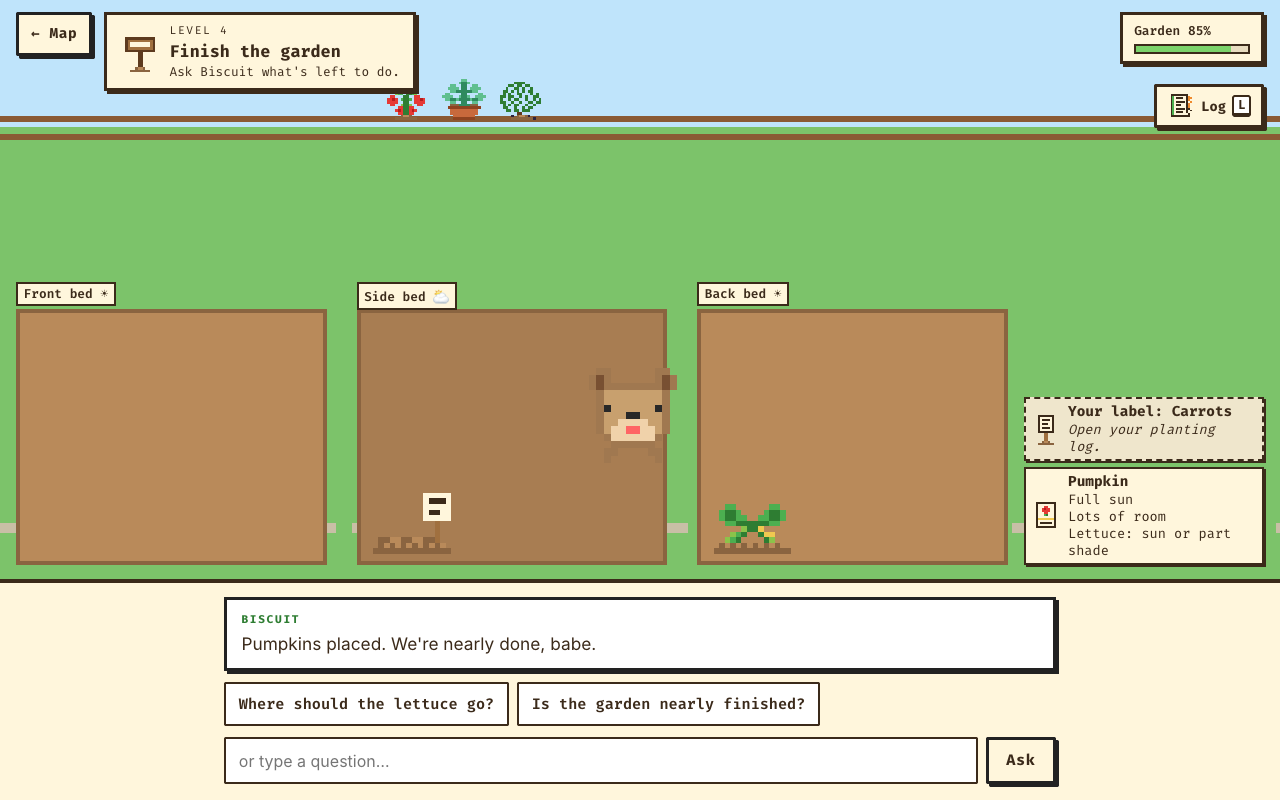 ← Map
LEVEL 4
Finish the garden
Ask Biscuit what's left to do.
Garden 85%
Log L
Front bed ☀
Side bed ⛅
Back bed ☀
Your label: Carrots
Open your planting
log.
Pumpkin
Full sun
Lots of room
Lettuce: sun or part
shade
BISCUIT
Pumpkins placed. We're nearly done, babe.
Where should the lettuce go?
Is the garden nearly finished?
or type a question…
Ask